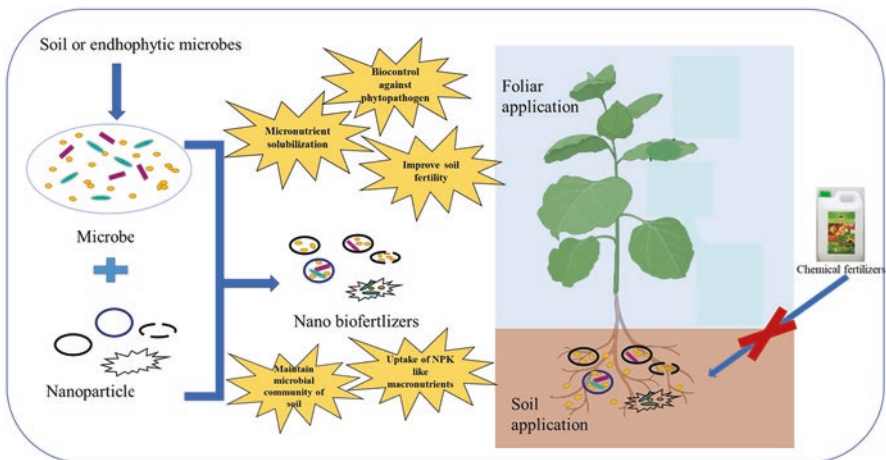 Soil or endhophytic microbes
Microbe
Nanoparticle
Biocontrol
against
phytopathogen
Micronutrient
solubilization
Improve soil
fertility
Nano biofertlizers
Maintain
microbial
community of
soil
Uptake of NPK
like
macronutrients
Foliar
application
Soil
application
Chemical fertilizers